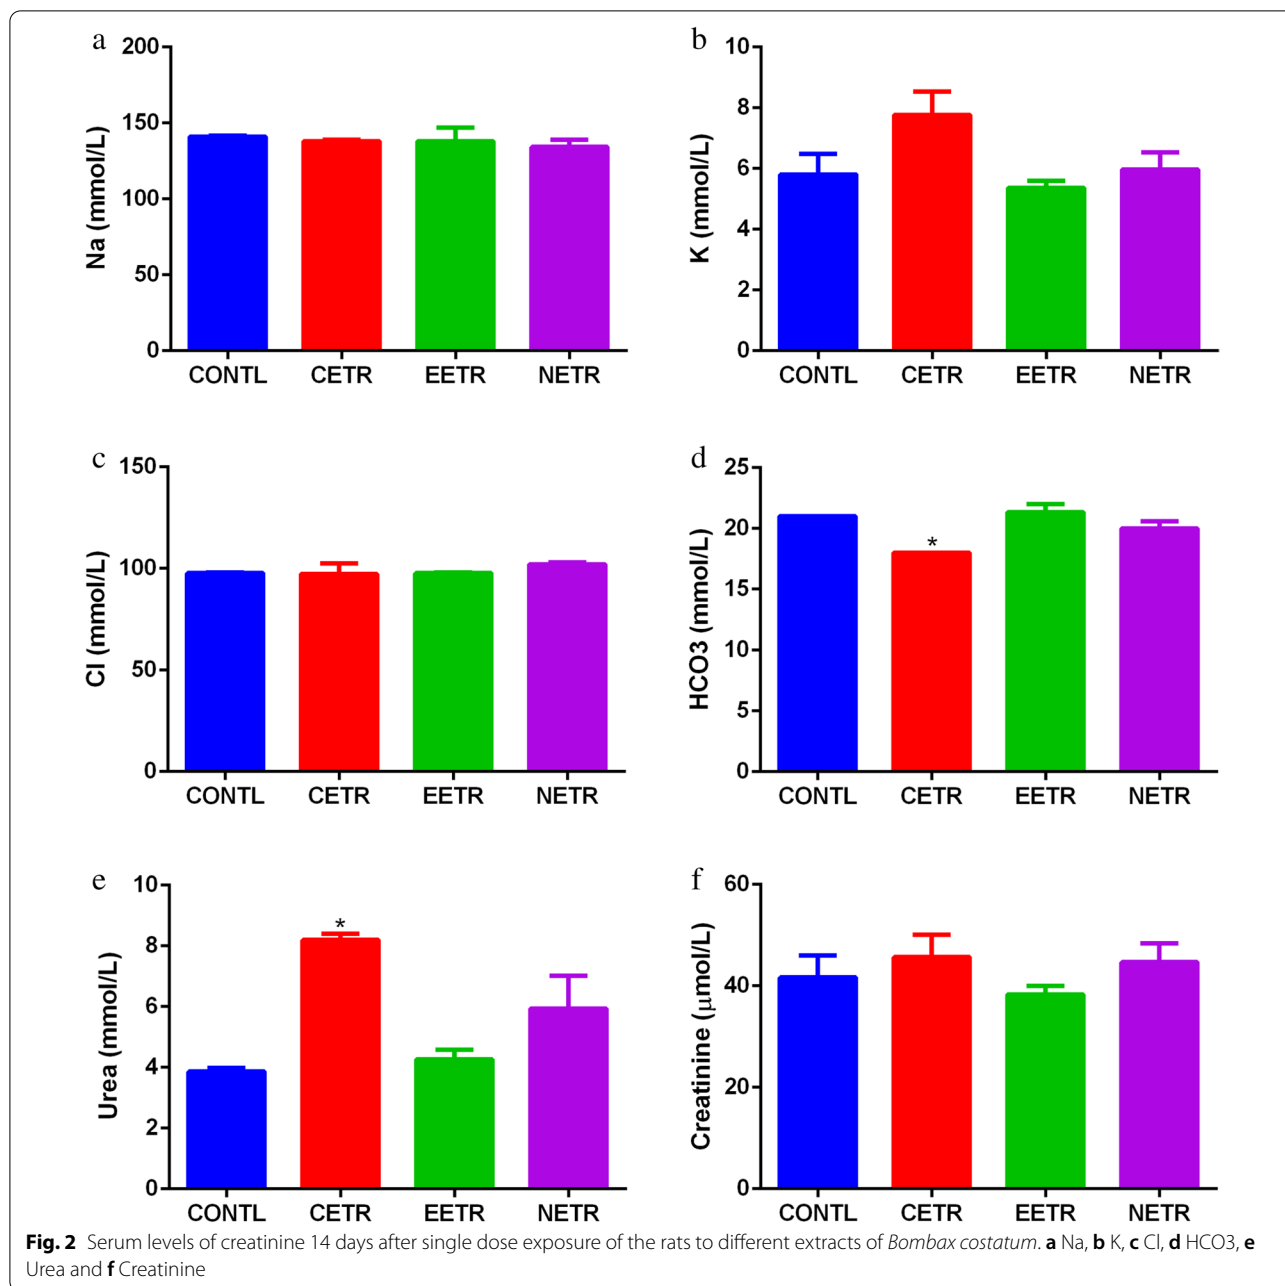 a
200
150
100
50
0
Na (mmol/L)
CONTL CETR EETR NETR
b
10
8
6
4
2
0
K (mmol/L)
CONTL CETR EETR NETR
c
150
100
50
0
Cl (mmol/L)
CONTL CETR EETR NETR
d
25
20
15
10
5
0
HCO3 (mmol/L)
*
CONTL CETR EETR NETR
e
10
8
6
4
2
0
Urea (mmol/L)
*
CONTL CETR EETR NETR
f
60
40
20
0
Creatinine (μmol/L)
CONTL CETR EETR NETR
Fig. 2 Serum levels of creatinine 14 days after single dose exposure of the rats to different extracts of Bombax costatum. a Na, b K, c Cl, d HCO3, e
Urea and f Creatinine